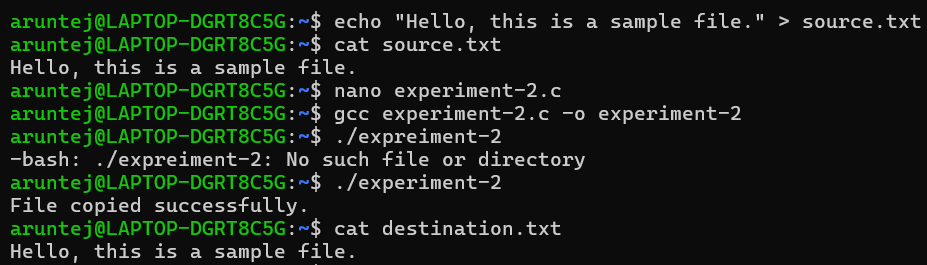 aruntej@LAPTOP-DGRT8C5G:~$ echo "Hello, this is a sample file." > source.txt
aruntej@LAPTOP-DGRT8C5G:~$ cat source.txt
Hello, this is a sample file.
aruntej@LAPTOP-DGRT8C5G:~$ nano experiment-2.c
aruntej@LAPTOP-DGRT8C5G:~$ gcc experiment-2.c -o experiment-2
aruntej@LAPTOP-DGRT8C5G:~$ ./expreiment-2
-bash: ./expreiment-2: No such file or directory
aruntej@LAPTOP-DGRT8C5G:~$ ./experiment-2
File copied successfully.
aruntej@LAPTOP-DGRT8C5G:~$ cat destination.txt
Hello, this is a sample file.